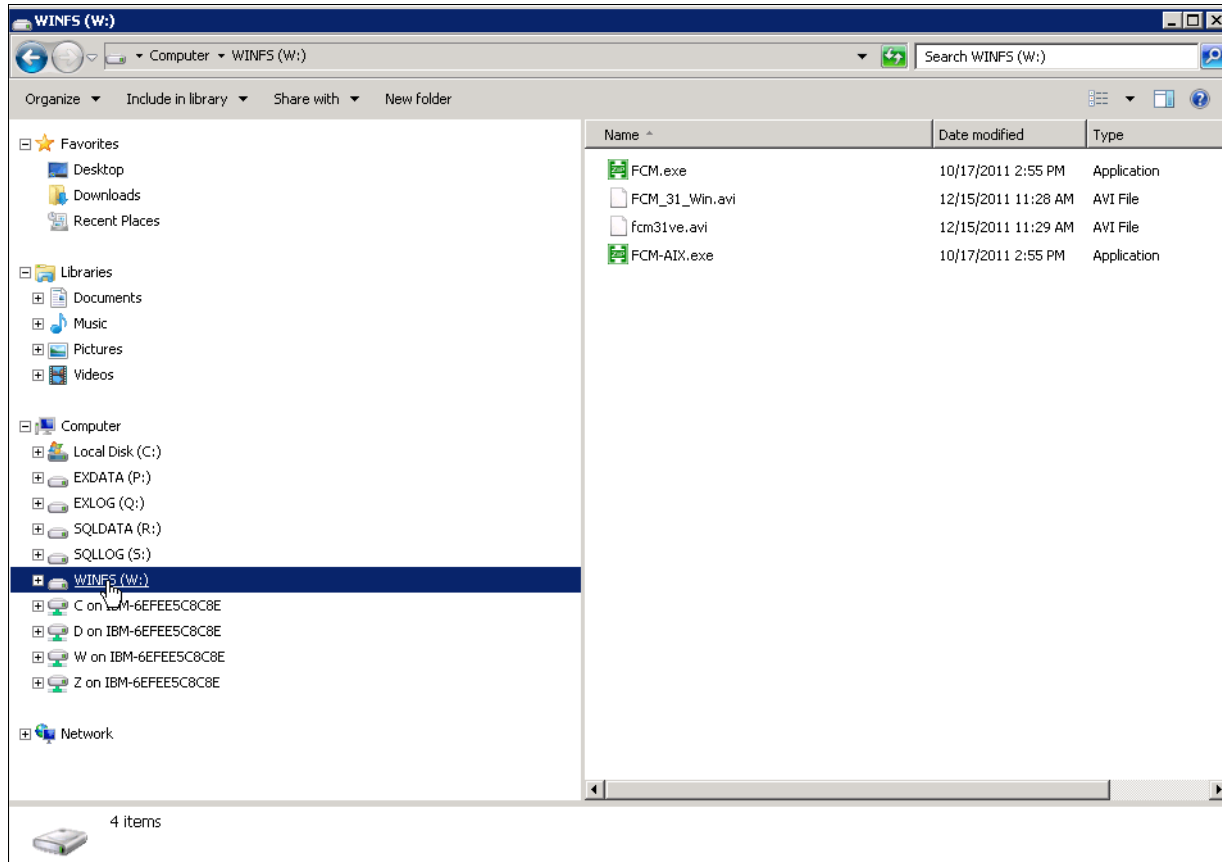 WINFS (W:)
Computer WINFS (W:)
Search WINFS (W:)
Organize Include in library Share with New folder
Favorites
Desktop
Downloads
Recent Places
Libraries
Documents
Music
Pictures
Videos
Computer
Local Disk (C:)
EXDATA (P:)
EXLOG (Q:)
SQLDATA (R:)
SQLLOG (S:)
WINFS (W:)
C on IBM-6EFEE5C8C8E
D on IBM-6EFEE5C8C8E
W on IBM-6EFEE5C8C8E
Z on IBM-6EFEE5C8C8E
Network
Name Date modified Type
FCM.exe 10/17/2011 2:55 PM Application
FCM_31_Win.avi 12/15/2011 11:28 AM AVI File
fcm31ve.avi 12/15/2011 11:29 AM AVI File
FCM-AIX.exe 10/17/2011 2:55 PM Application
4 items